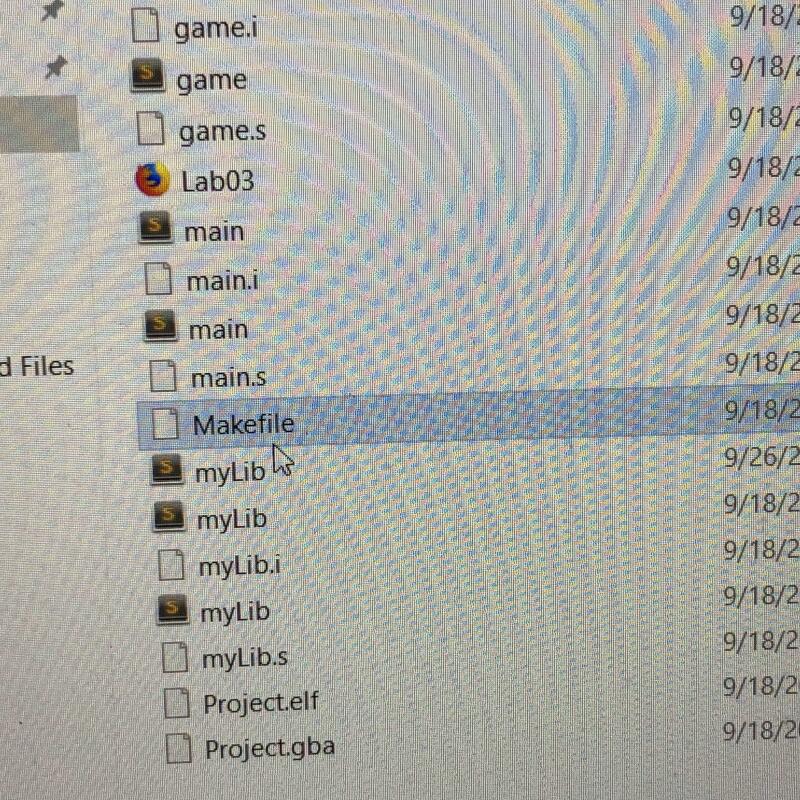 game.i 9/18/
game 9/18/2
game.s 9/18/2
Lab03 9/18/2
main 9/18/2
main.i 9/18/2
main 9/18/2
d Files
main.s 9/18/2
Makefile 9/18/2
myLib 9/26/2
myLib 9/18/2
myLib.i 9/18/2
myLib 9/18/2
myLib.s 9/18/2
Project.elf 9/18/20
Project.gba 9/18/20